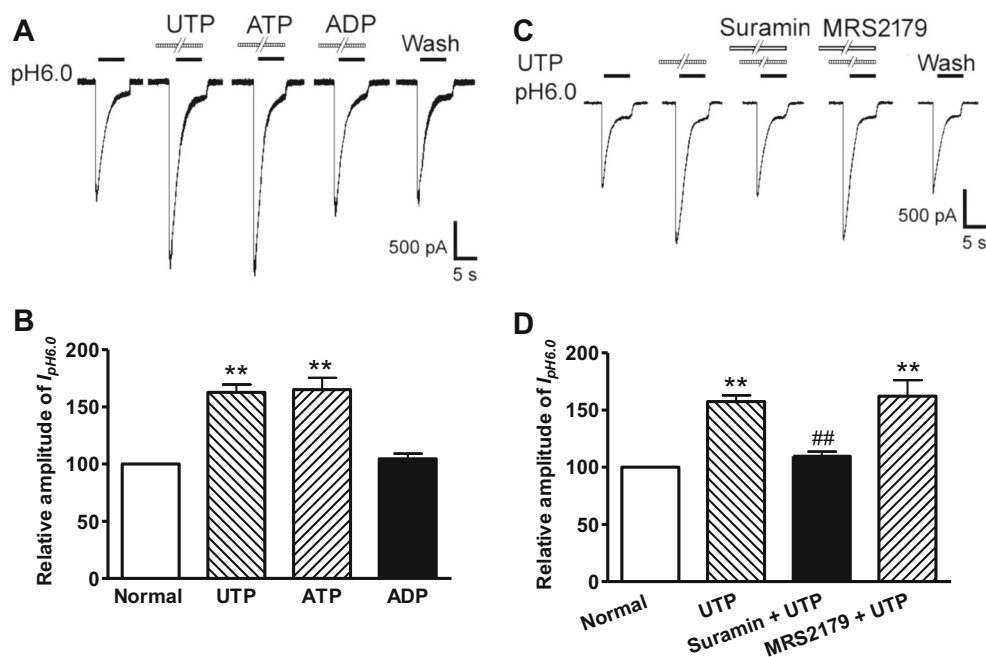 A
UTP ATP ADP
Wash
pH6.0
500 pA
5 s
C
Suramin MRS2179
UTP
Wash
pH6.0
500 pA
5 s
B
Relative amplitude of IpH6.0
200
150
100
50
0
** **
Normal UTP ATP ADP
D
Relative amplitude of IpH6.0
200
150
100
50
0
** ## **
Normal UTP Suramin + UTP MRS2179 + UTP